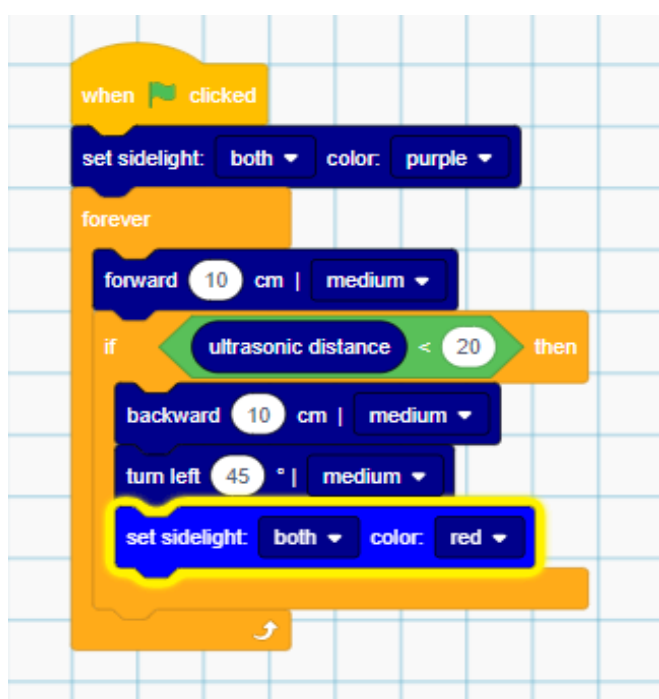 when clicked
set sidelight: both color: purple
forever
forward 10 cm | medium
if ultrasonic distance < 20 then
backward 10 cm | medium
turn left 45 ° | medium
set sidelight: both color: red